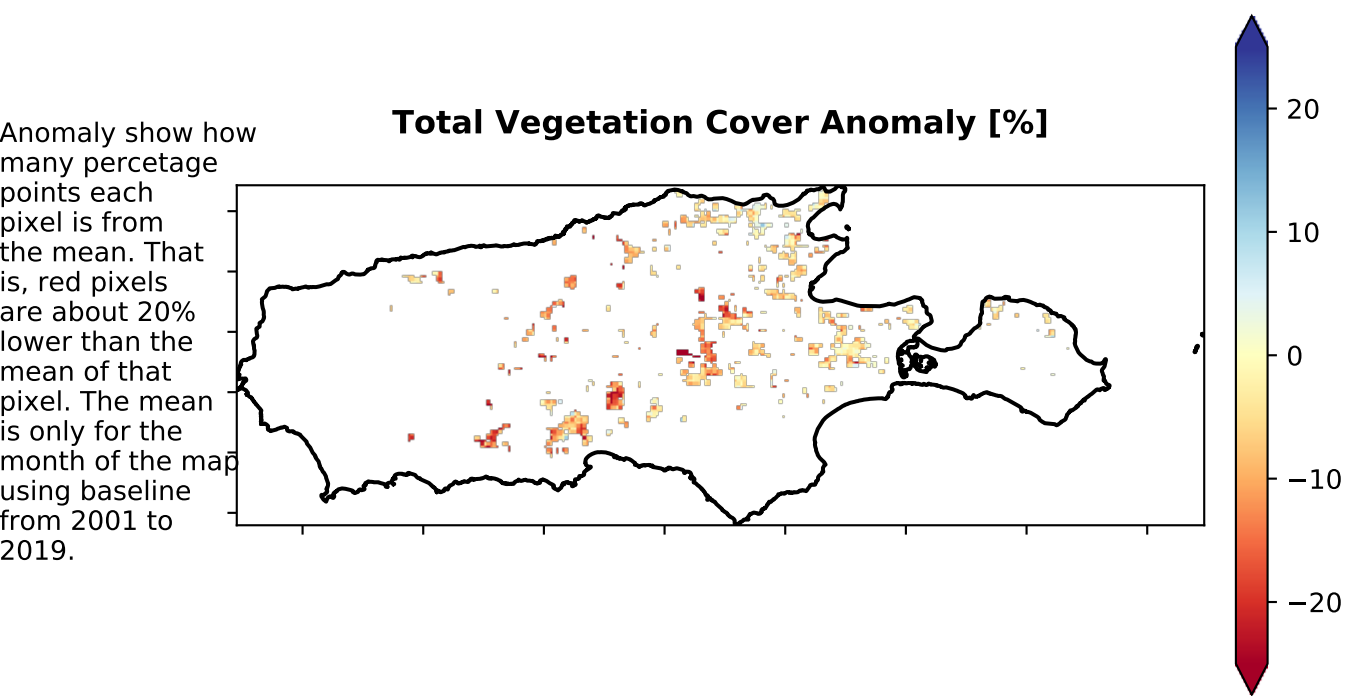 Total Vegetation Cover Anomaly [%]
Anomaly show how
many percetage
points each
pixel is from
the mean. That
is, red pixels
are about 20%
lower than the
mean of that
pixel. The mean
is only for the
month of the map
using baseline
from 2001 to
2019.
20
10
0
−10
−20